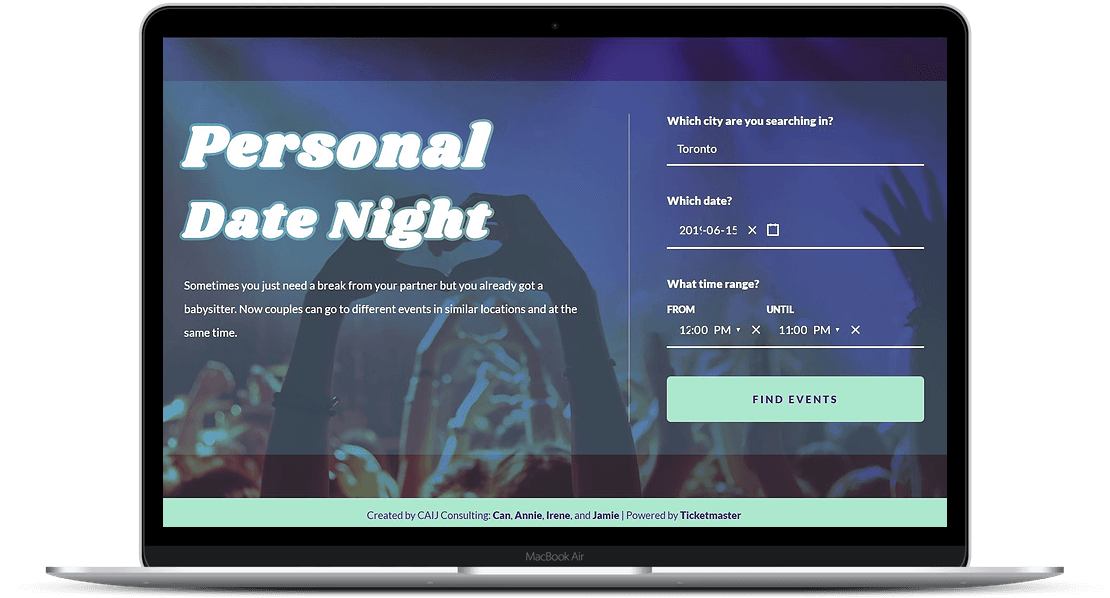 Personal
Date Night
Sometimes you just need a break from your partner but you already got a
babysitter. Now couples can go to different events in similar locations and at the
same time.
Which city are you searching in?
Toronto
Which date?
2019-06-15
What time range?
FROM UNTIL
12:00 PM 11:00 PM
FIND EVENTS
Created by CAIJ Consulting: Can, Annie, Irene, and Jamie | Powered by Ticketmaster
MacBook Air